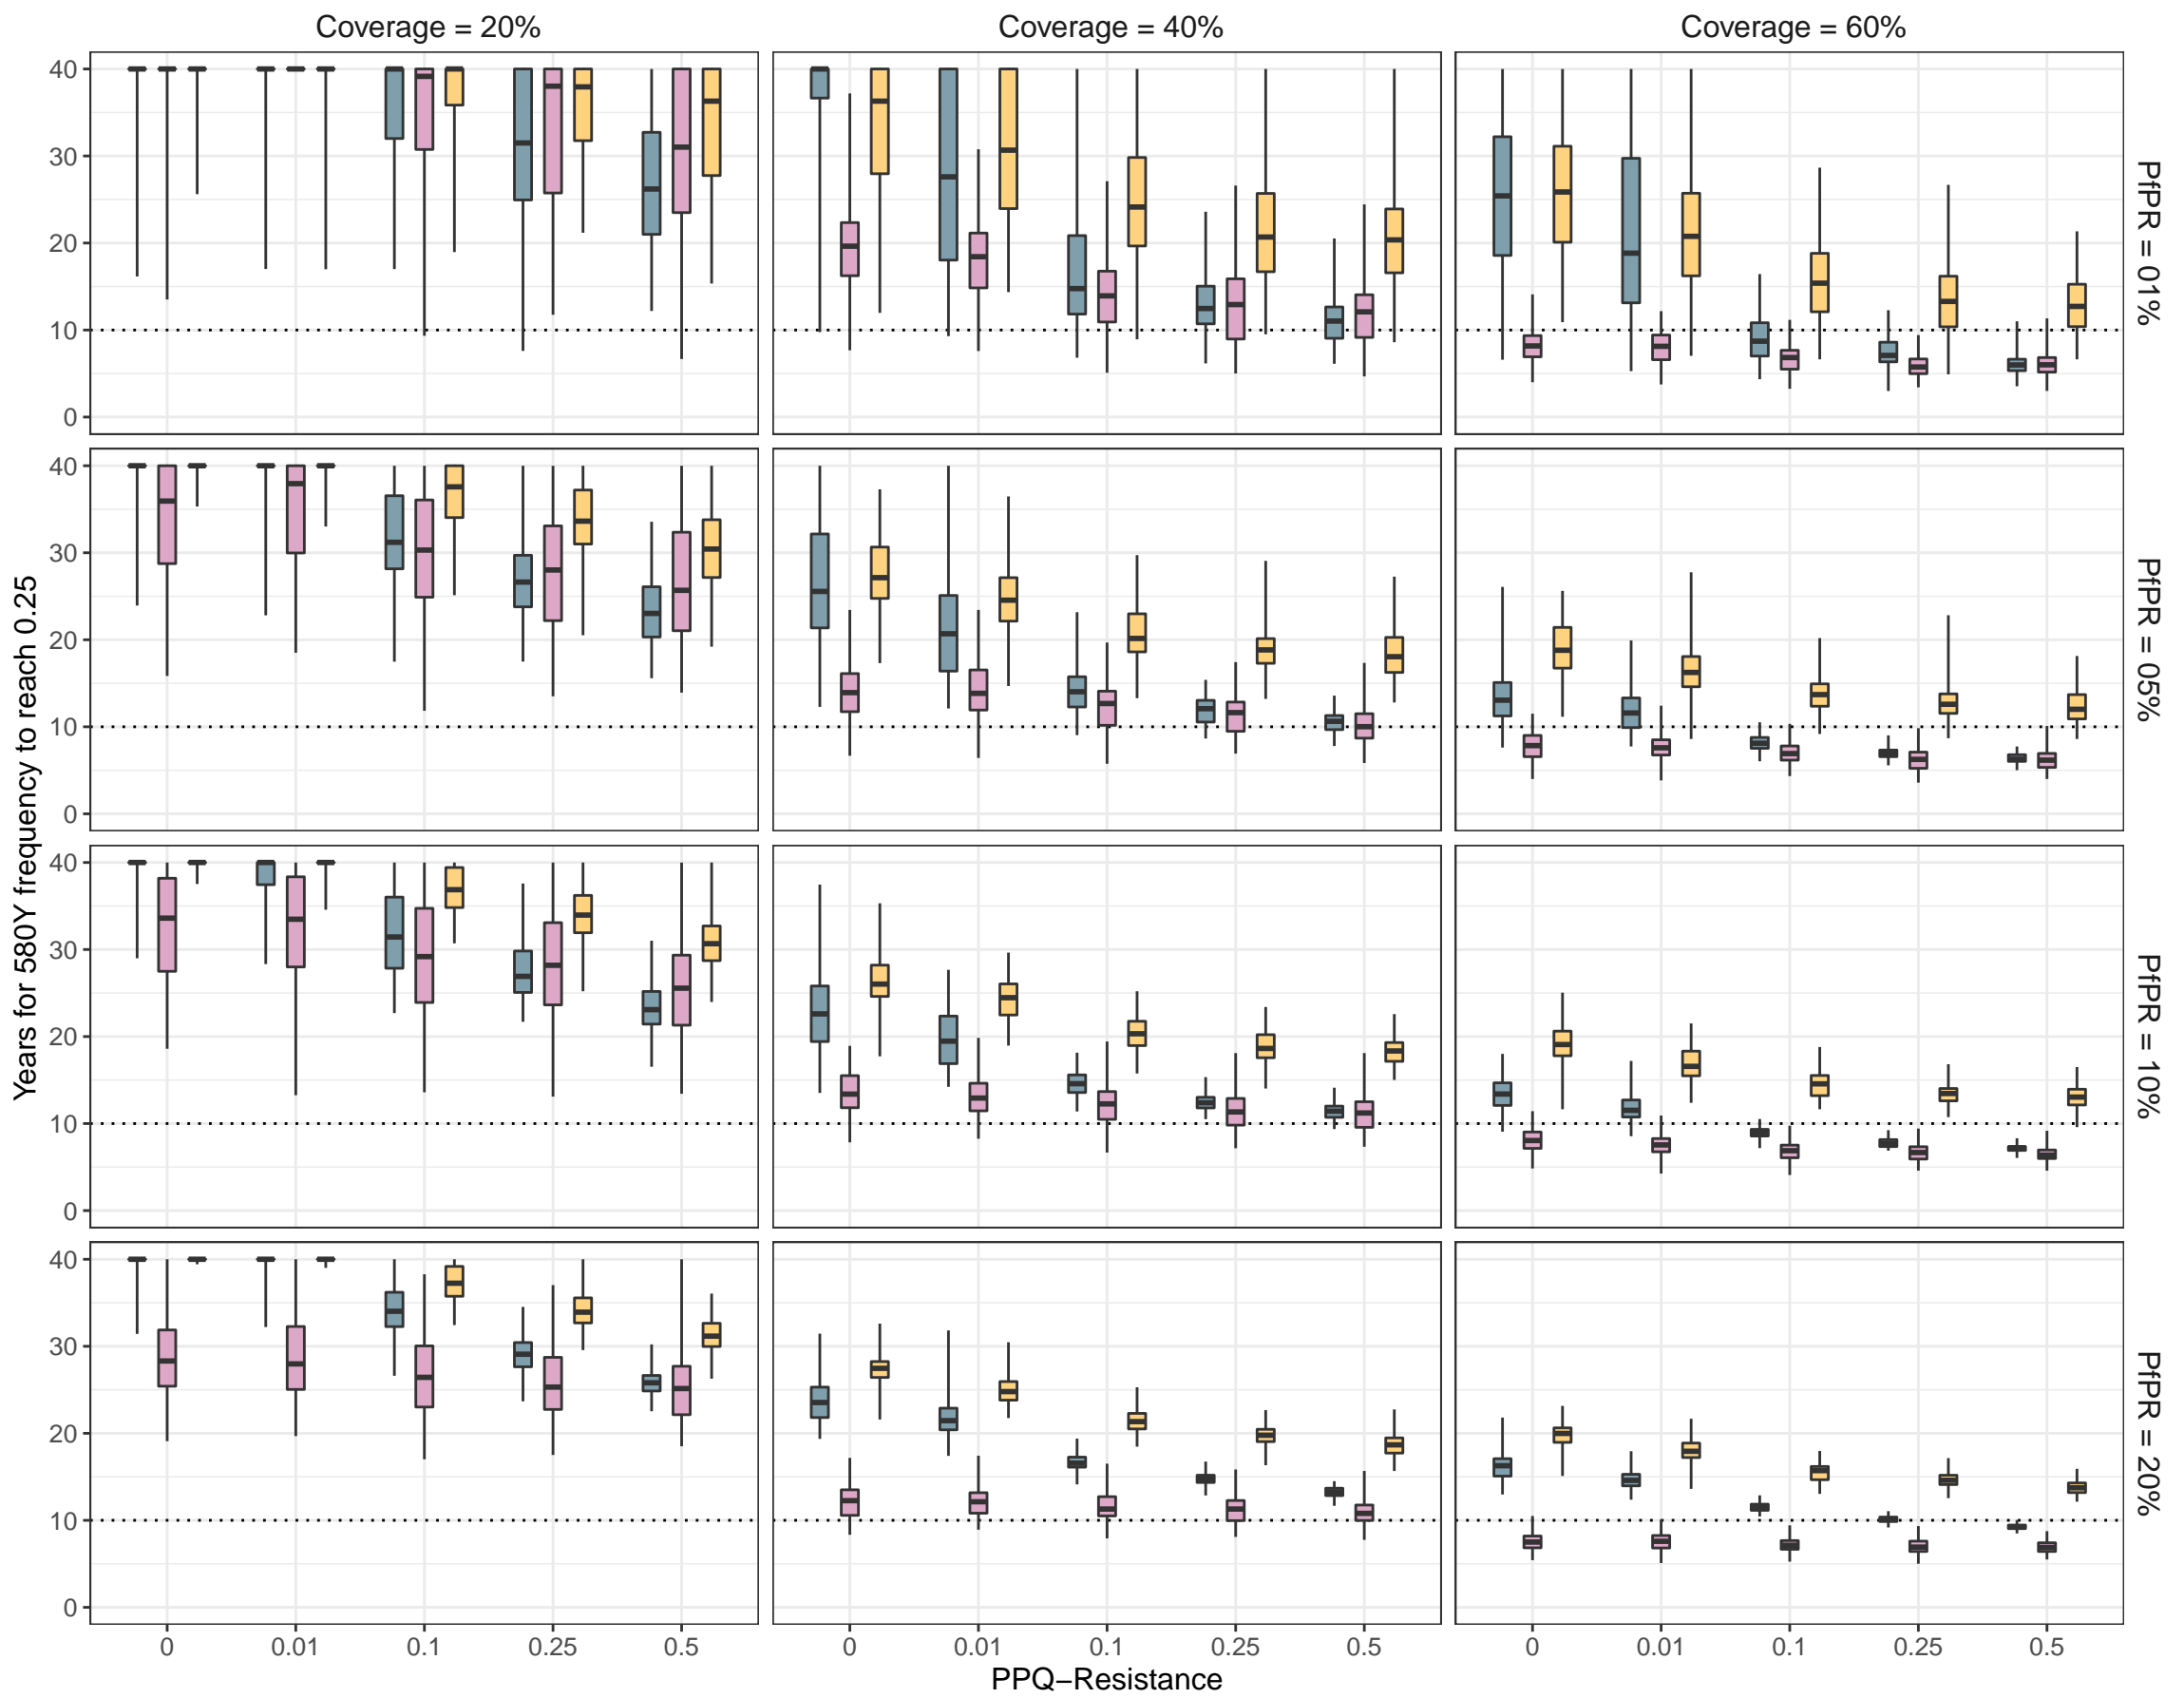 Coverage = 20%
Coverage = 40%
Coverage = 60%
Years for 580Y frequency to reach 0.25
40
30
20
10
0
PfPR = 01%
40
30
20
10
0
PfPR = 05%
40
30
20
10
0
PfPR = 10%
40
30
20
10
0
PfPR = 20%
0 0.01 0.1 0.25 0.5
0 0.01 0.1 0.25 0.5
0 0.01 0.1 0.25 0.5
PPQ−Resistance